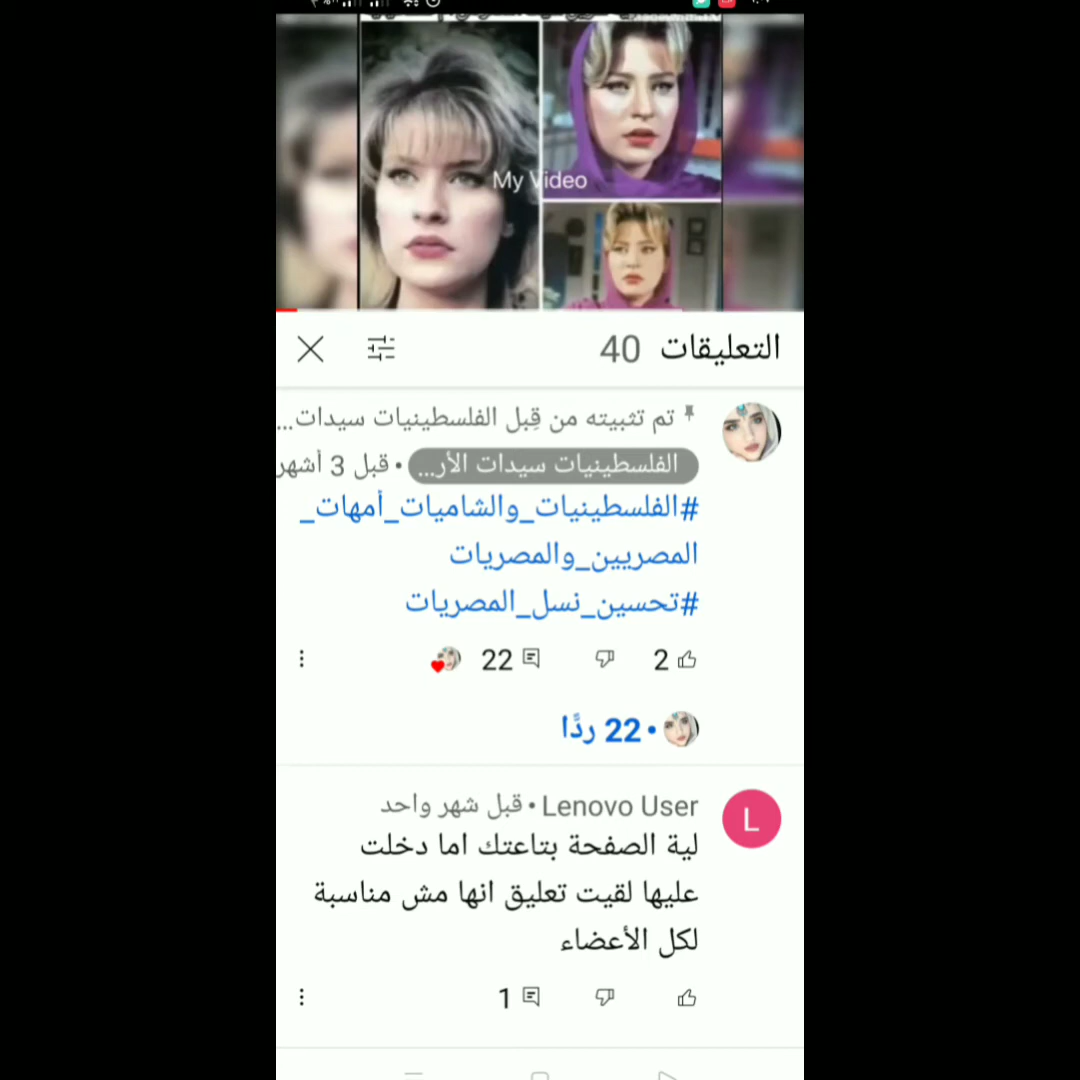 My Video
التعليقات 40
تم تثبيته من قِبل الفلسطينيات سيدات...
الفلسطينيات سيدات الأر... • قبل 3 أشهر
#الفلسطينيات_والشاميات_أمهات_
المصريين_والمصريات
#تحسين_نسل_المصريات
2
22
22 ردًّا
Lenovo User • قبل شهر واحد
L
لية الصفحة بتاعتك اما دخلت
عليها لقيت تعليق انها مش مناسبة
لكل الأعضاء
1